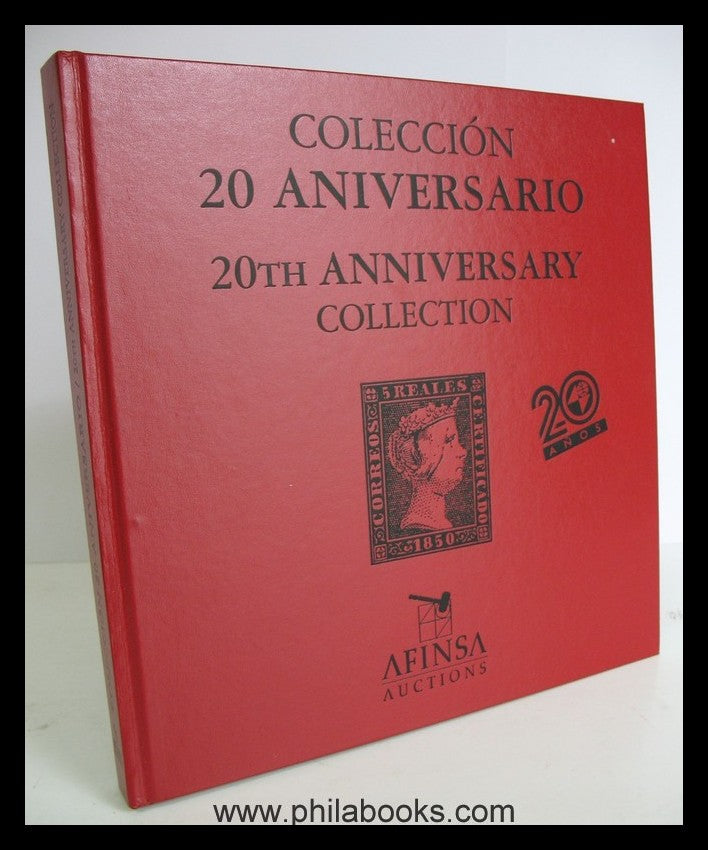 COLECCIÓN
20 ANIVERSARIO
20TH ANNIVERSARY
COLLECTION
5 REALES
CORREOS
CERTIFICADO
1850
20
AÑOS
AFINSA
AUCTIONS
www.philabooks.com